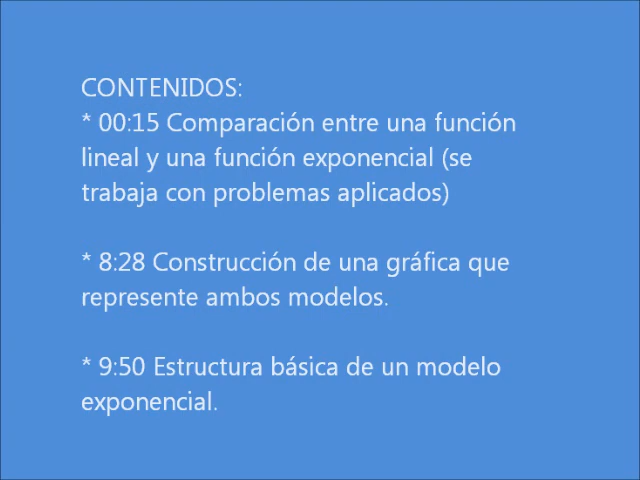 CONTENIDOS:
* 00:15 Comparación entre una función
lineal y una función exponencial (se
trabaja con problemas aplicados)
* 8:28 Construcción de una gráfica que
represente ambos modelos.
* 9:50 Estructura básica de un modelo
exponencial.